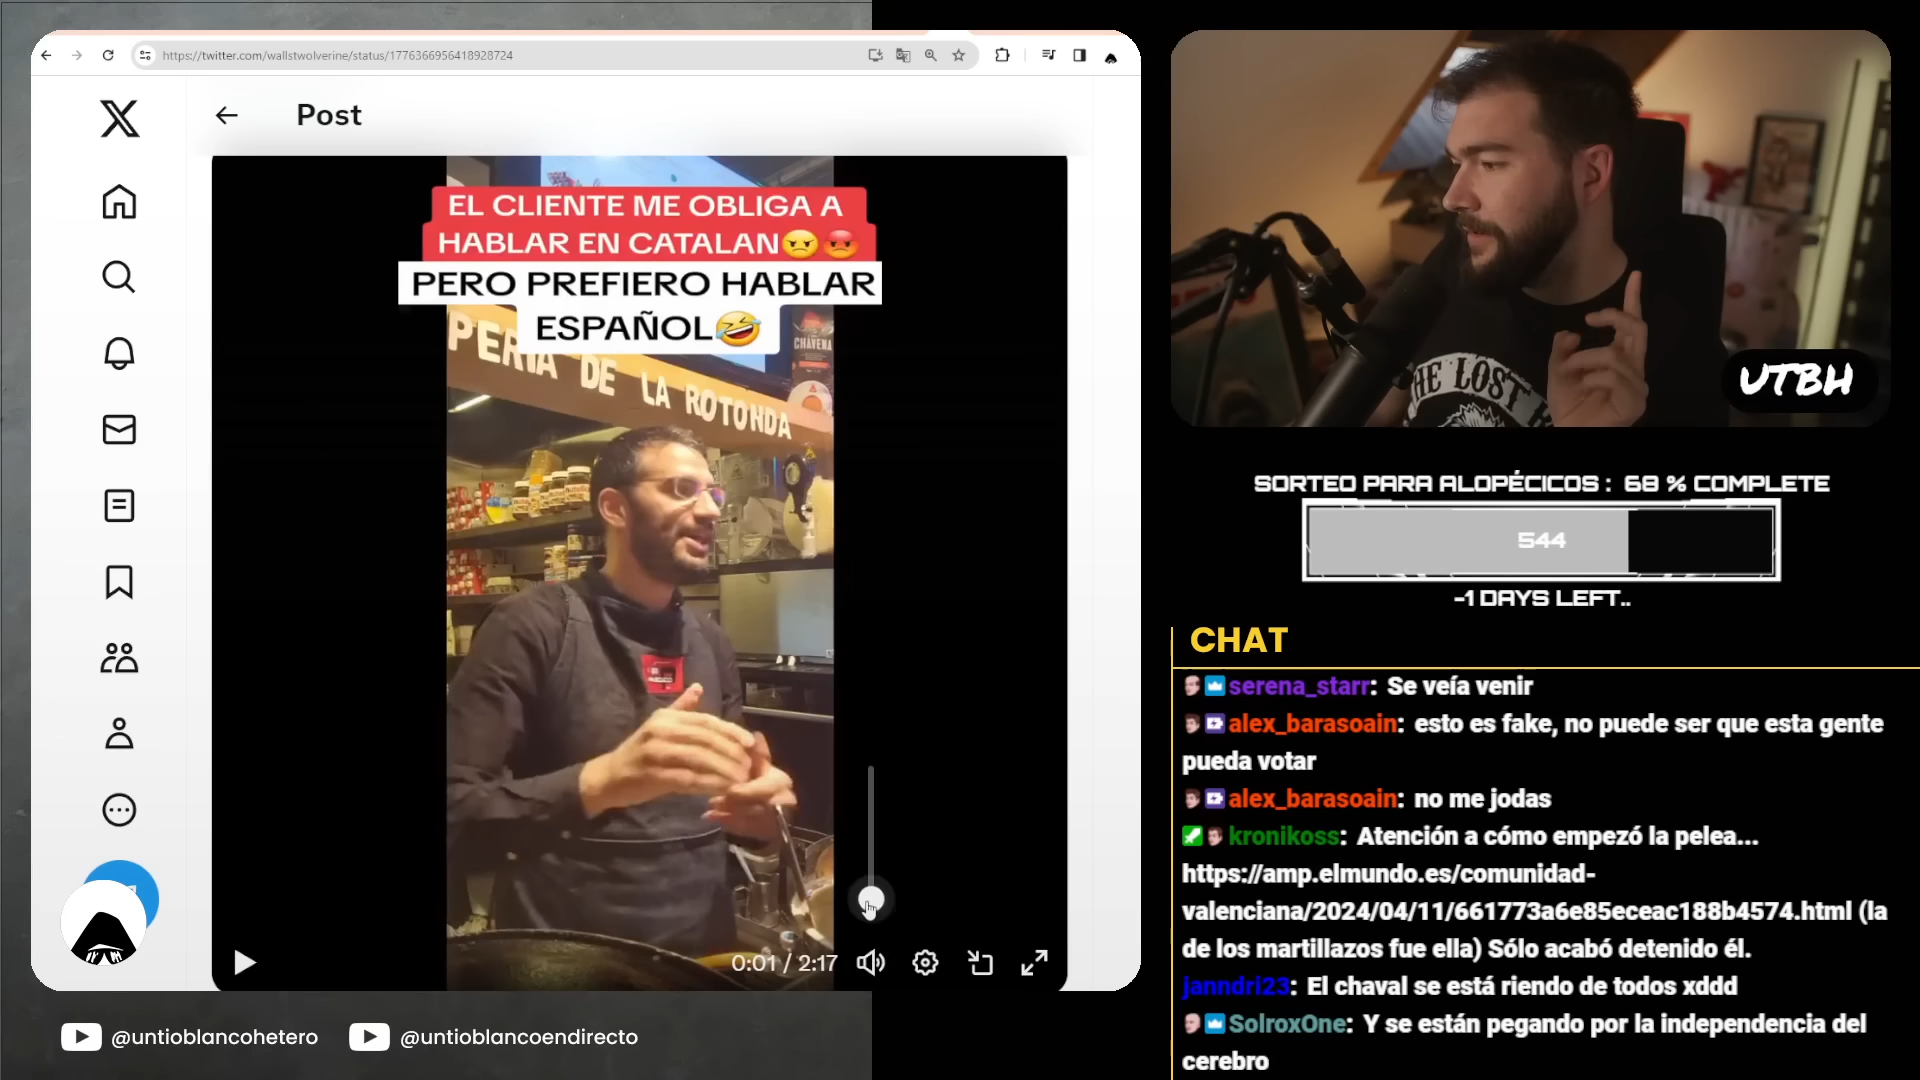 https://twitter.com/wallstwolverine/status/1776366956418928724
Post
EL CLIENTE ME OBLIGA A
HABLAR EN CATALAN😠😡
PERO PREFIERO HABLAR
ESPAÑOL🤣
PERIA DE LA ROTONDA
CHAVENA
0:01 / 2:17
@untioblancohetero
@untioblancoendirecto
THE LOST
UTBH
SORTEO PARA ALOPÉCICOS : 68 % COMPLETE
544
-1 DAYS LEFT..
CHAT
serena_starr: Se veía venir
alex_barasoain: esto es fake, no puede ser que esta gente
pueda votar
alex_barasoain: no me jodas
kronikoss: Atención a cómo empezó la pelea...
https://amp.elmundo.es/comunidad-
valenciana/2024/04/11/661773a6e85eceac188b4574.html (la
de los martillazos fue ella) Sólo acabó detenido él.
janndri23: El chaval se está riendo de todos xddd
SolroxOne: Y se están pegando por la independencia del
cerebro